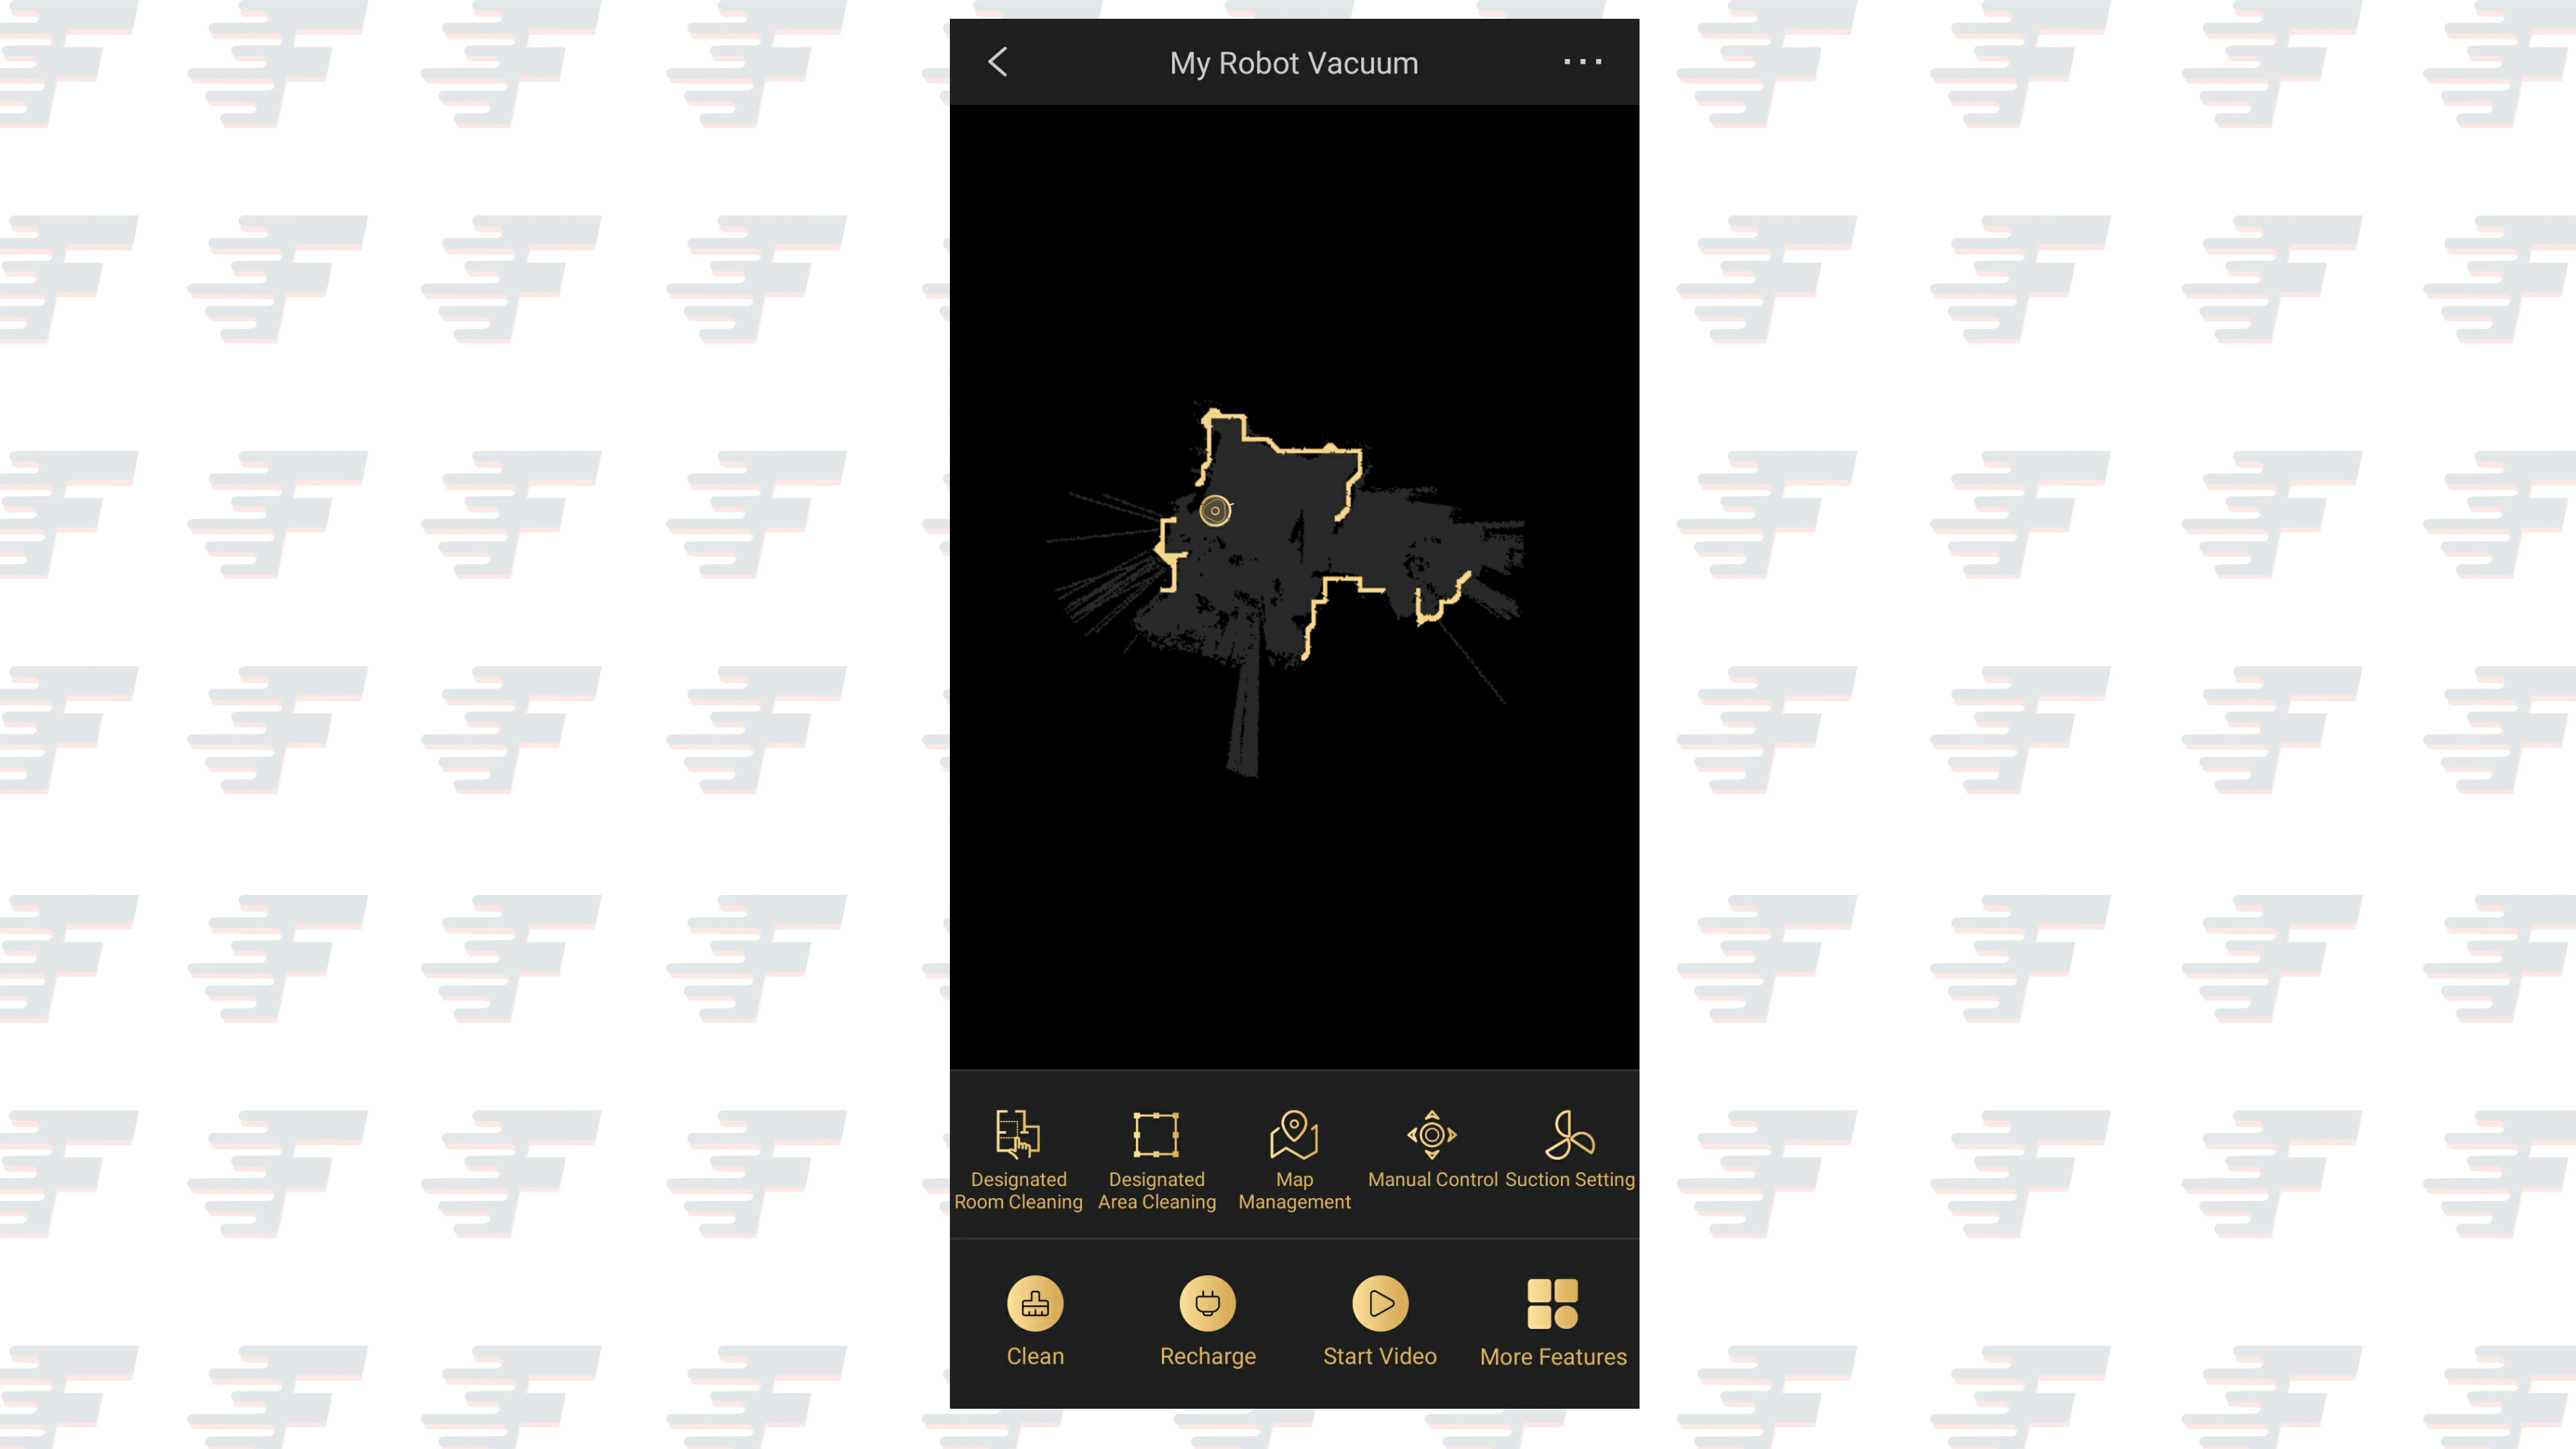 My Robot Vacuum
Designated
Room Cleaning
Designated
Area Cleaning
Map
Management
Manual Control
Suction Setting
Clean
Recharge
Start Video
More Features